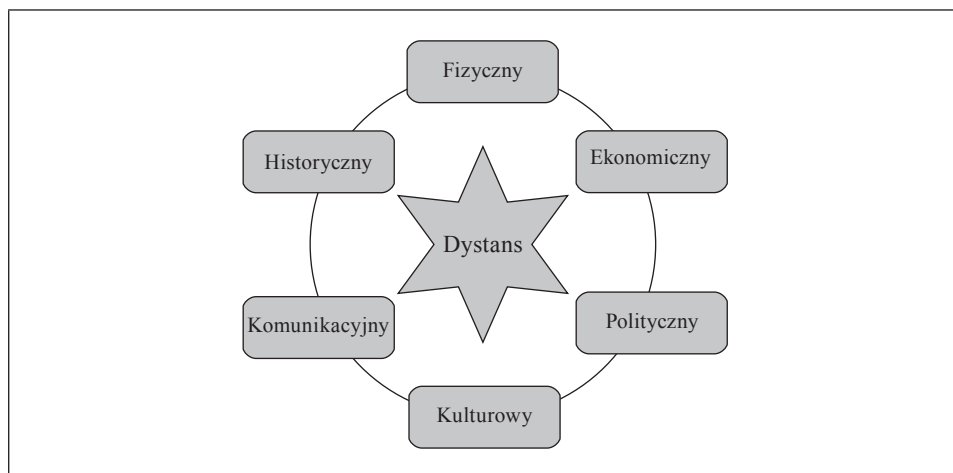 Fizyczny
Historyczny
Ekonomiczny
Dystans
Komunikacyjny
Polityczny
Kulturowy